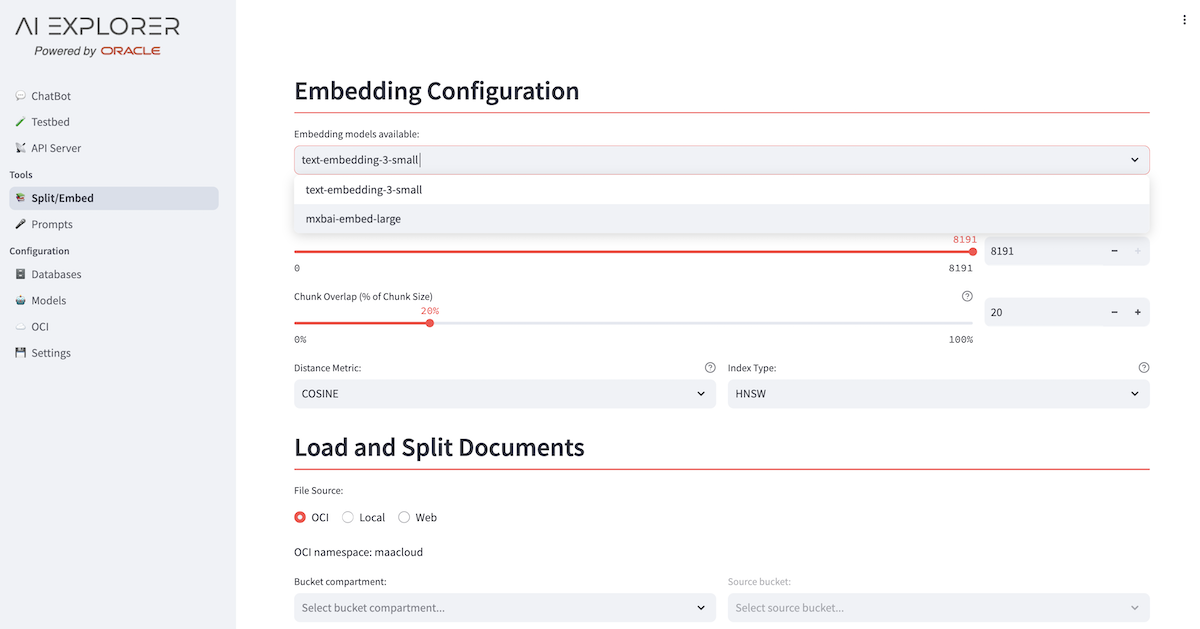 AI EXPLORER
Powered by ORACLE
ChatBot
Testbed
API Server
Tools
Split/Embed
Prompts
Configuration
Databases
Models
OCI
Settings
Embedding Configuration
Embedding models available:
text-embedding-3-small
text-embedding-3-small
mxbai-embed-large
8191
8191
0 8191
Chunk Overlap (% of Chunk Size)
20%
20
0% 100%
Distance Metric: Index Type:
COSINE HNSW
Load and Split Documents
File Source:
OCI Local Web
OCI namespace: maacloud
Bucket compartment: Source bucket:
Select bucket compartment... Select source bucket...